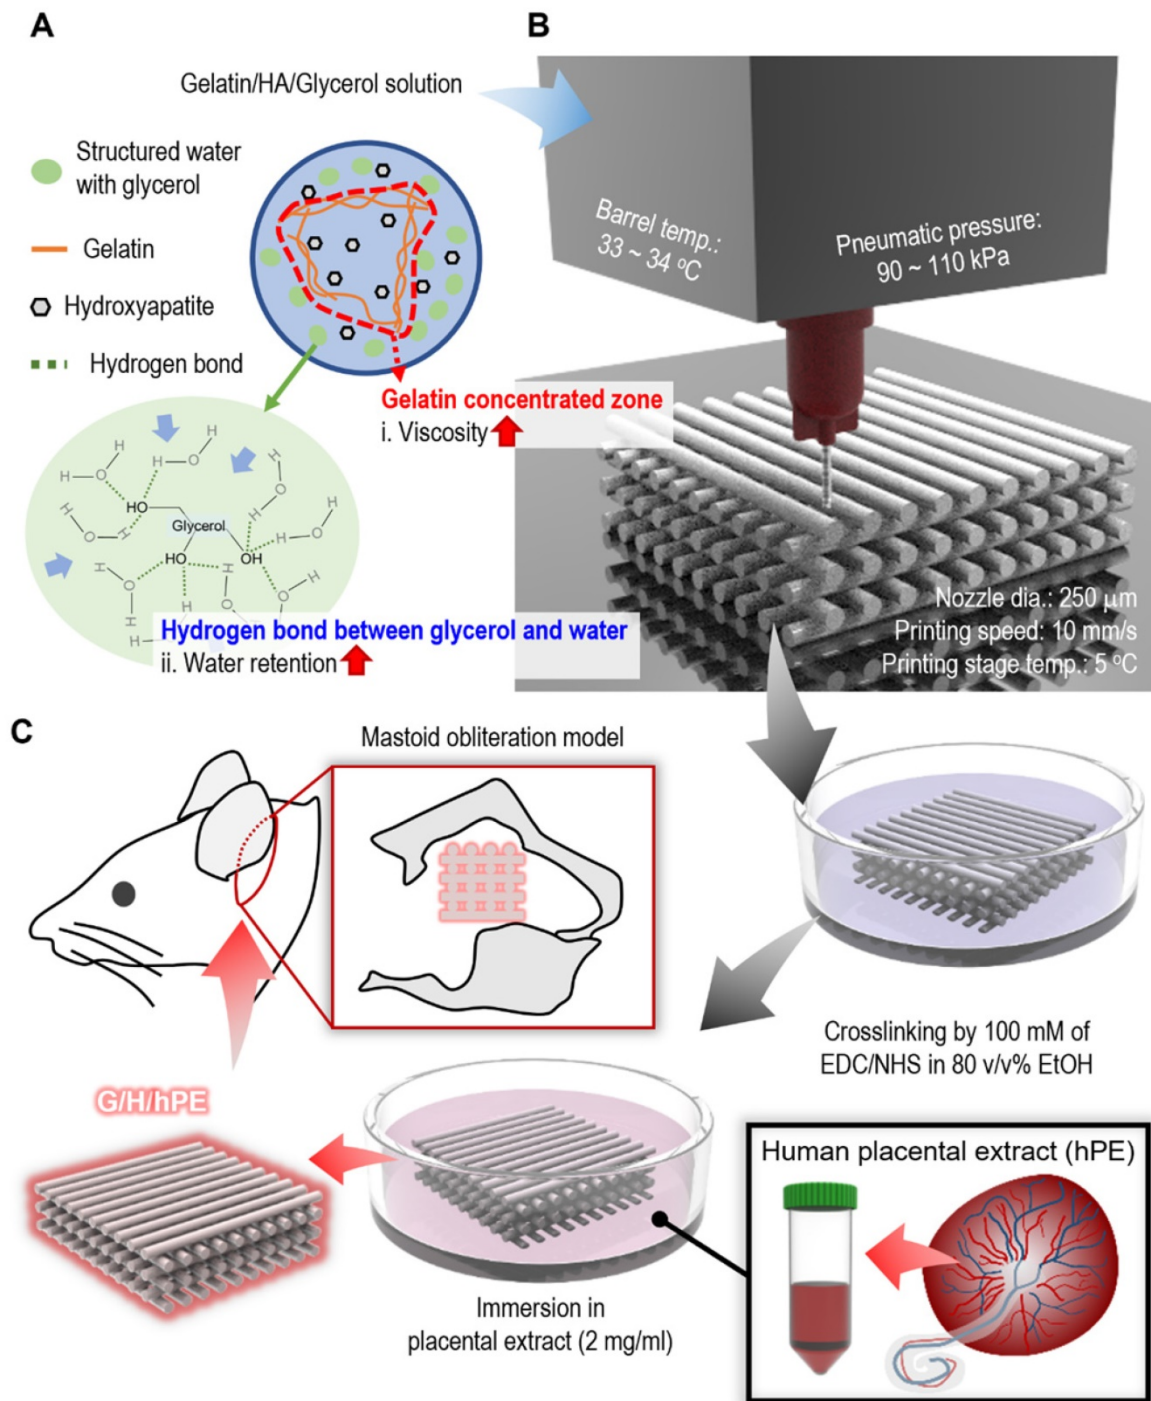 A
B
Gelatin/HA/Glycerol solution
Structured water
with glycerol
Gelatin
Hydroxyapatite
Hydrogen bond
Gelatin concentrated zone
i. Viscosity
H
H
O
H
O
H
HO
Glycerol
H
O
H
H
O
H
H
O
H
HO
OH
H
O
H
H
O
H
O
H
H
Hydrogen bond between glycerol and water
ii. Water retention
Barrel temp.:
33 ~ 34 ºC
Pneumatic pressure:
90 ~ 110 kPa
Nozzle dia.: 250 μm
Printing speed: 10 mm/s
Printing stage temp.: 5 ºC
C
Mastoid obliteration model
Crosslinking by 100 mM of
EDC/NHS in 80 v/v% EtOH
G/H/hPE
Immersion in
placental extract (2 mg/ml)
Human placental extract (hPE)